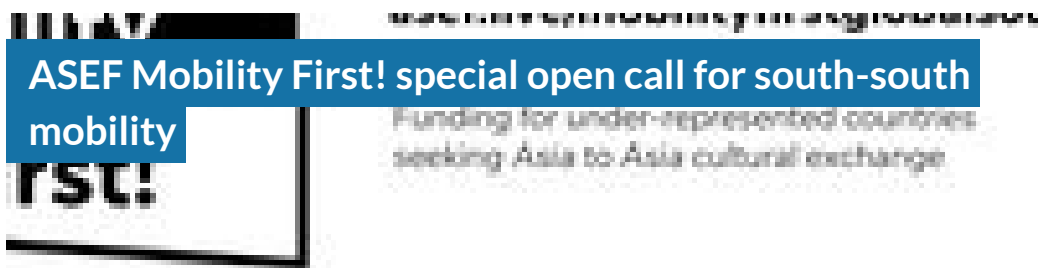 ASEF Mobility First! special open call for south-south
mobility
Funding for under-represented countries
seeking Asia to Asia cultural exchange
rst!